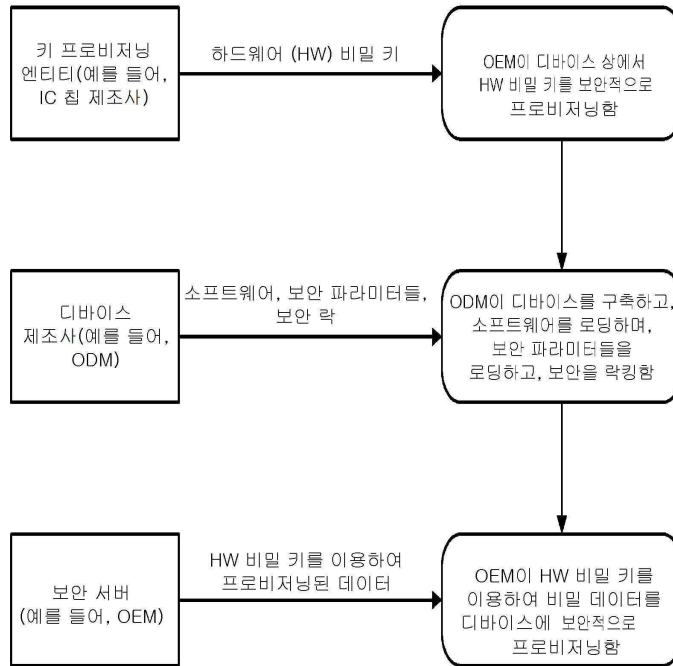 키 프로비저닝
엔티티(예를 들어,
IC 칩 제조사)
하드웨어 (HW) 비밀 키
OEM이 디바이스 상에서
HW 비밀 키를 보안적으로
프로비저닝함
디바이스
제조사(예를 들어,
ODM)
소프트웨어, 보안 파라미터들,
보안 락
ODM이 디바이스를 구축하고,
소프트웨어를 로딩하며,
보안 파라미터들을
로딩하고, 보안을 락킹함
보안 서버
(예를 들어, OEM)
HW 비밀 키를 이용하여
프로비저닝된 데이터
OEM이 HW 비밀 키를
이용하여 비밀 데이터를
디바이스에 보안적으로
프로비저닝함